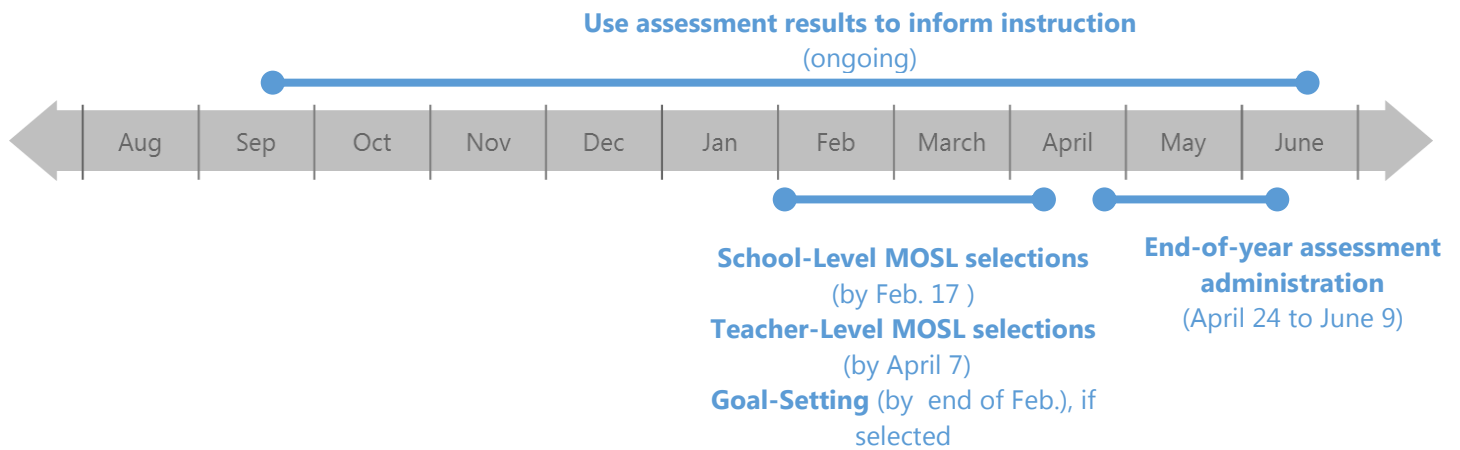 Use assessment results to inform instruction
(ongoing)
Aug Sep Oct Nov Dec Jan Feb March April May June
School-Level MOSL selections
(by Feb. 17 )
Teacher-Level MOSL selections
(by April 7)
Goal-Setting (by end of Feb.), if
selected
End-of-year assessment
administration
(April 24 to June 9)